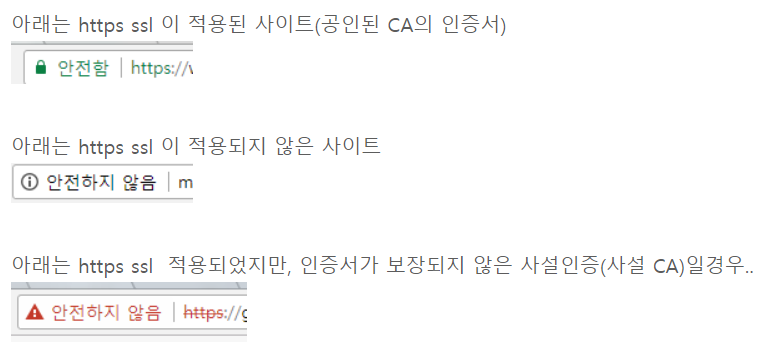 아래는 https ssl 이 적용된 사이트(공인된 CA의 인증서)
안전함 | https://w
아래는 https ssl 이 적용되지 않은 사이트
안전하지 않음 | m
아래는 https ssl 적용되었지만, 인증서가 보장되지 않은 사설인증(사설 CA)일경우..
안전하지 않음 | https://g